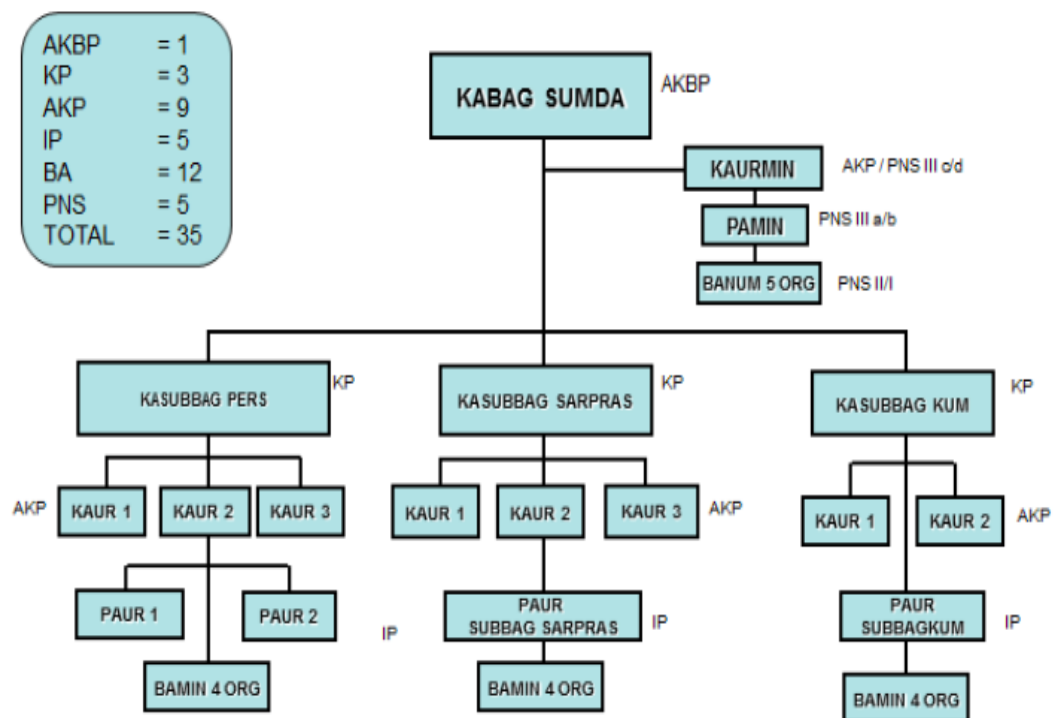 AKBP = 1
KP = 3
AKP = 9
IP = 5
BA = 12
PNS = 5
TOTAL = 35
KABAG SUMDA
AKBP
KAURMIN
AKP / PNS III c/d
PAMIN
PNS III a/b
BANUM 5 ORG
PNS II/I
KASUBBAG PERS
KP
KASUBBAG SARPRAS
KP
KASUBBAG KUM
KP
AKP
KAUR 1
KAUR 2
KAUR 3
KAUR 1
KAUR 2
KAUR 3
AKP
KAUR 1
KAUR 2
AKP
PAUR 1
PAUR 2
IP
PAUR
SUBBAG SARPRAS
IP
PAUR
SUBBAGKUM
IP
BAMIN 4 ORG
BAMIN 4 ORG
BAMIN 4 ORG